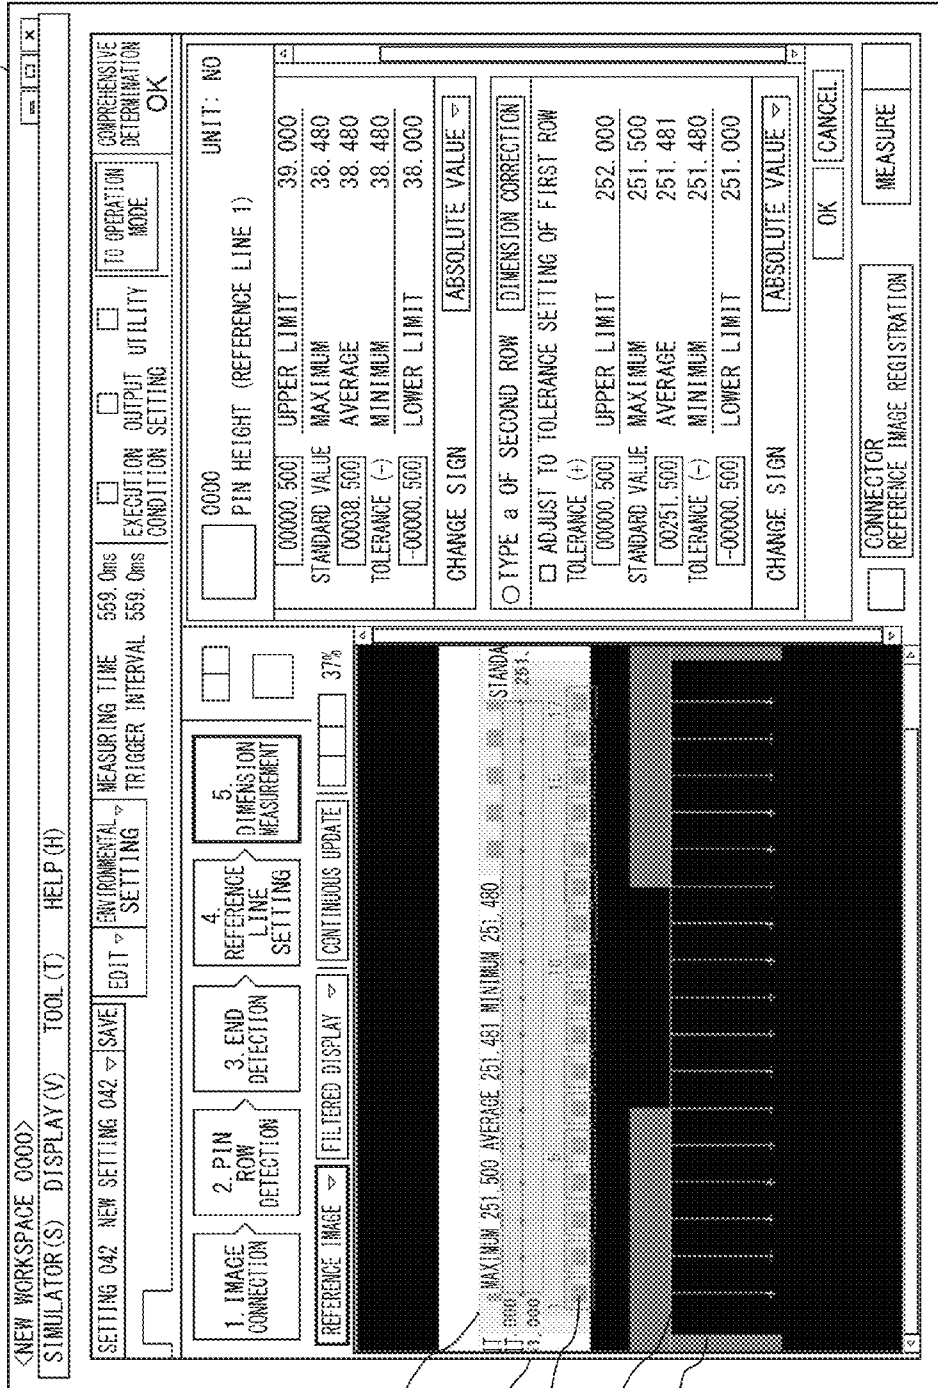 <NEW WORKSPACE 0000>
SIMULATOR(S) DISPLAY(V) TOOL(T) HELP(H)
SETTING 042 NEW SETTING 042 SAVE EDIT ENVIRONMENTAL SETTING
MEASURING TIME 569.0ms
TRIGGER INTERVAL 559.0ms
EXECUTION CONDITION
OUTPUT SETTING
UTILITY
TO OPERATION MODE
COMPREHENSIVE DETERMINATION
OK
1. IMAGE CONNECTION
2. PIN ROW DETECTION
3. END DETECTION
4. REFERENCE LINE SETTING
5. DIMENSION MEASUREMENT
REFERENCE IMAGE FILTERED DISPLAY CONTINUOUS UPDATE 37%
MAXIMUM 251.500 AVERAGE 251.481 MINIMUM 251.480
STANDA
251.
0000 UNIT: NO
PIN HEIGHT (REFERENCE LINE 1)
00000.500 UPPER LIMIT 39.000
STANDARD VALUE MAXIMUM 38.480
00038.500 AVERAGE 38.480
TOLERANCE (-) MINIMUM 38.480
-00000.500 LOWER LIMIT 38.000
CHANGE SIGN ABSOLUTE VALUE
TYPE a OF SECOND ROW DIMENSION CORRECTION
ADJUST TO TOLERANCE SETTING OF FIRST ROW
TOLERANCE (+)
00000.500 UPPER LIMIT 252.000
STANDARD VALUE MAXIMUM 251.500
00251.500 AVERAGE 251.481
TOLERANCE (-) MINIMUM 251.480
-00000.500 LOWER LIMIT 251.000
CHANGE SIGN ABSOLUTE VALUE
OK CANCEL
CONNECTOR
REFERENCE IMAGE REGISTRATION
MEASURE